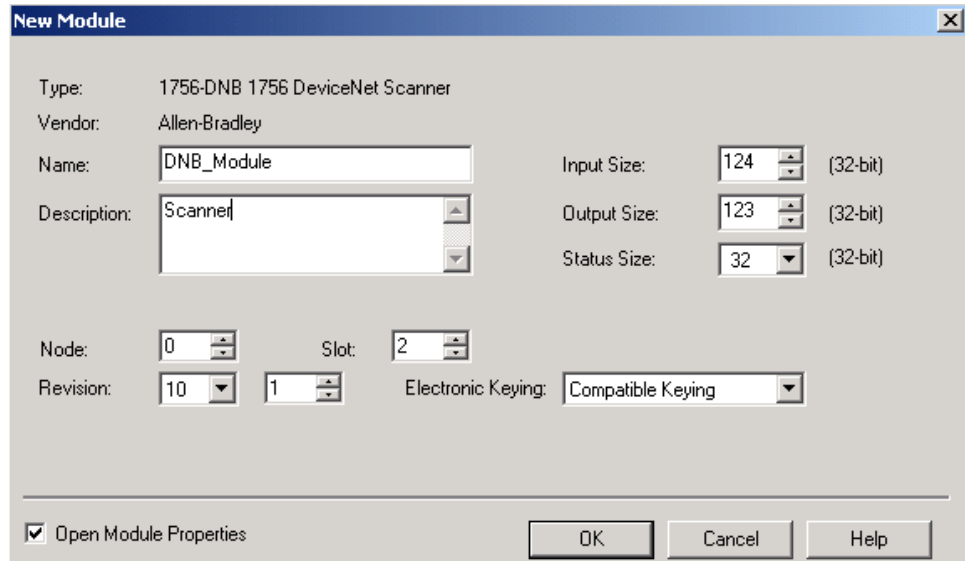 New Module
Type: 1756-DNB 1756 DeviceNet Scanner
Vendor: Allen-Bradley
Name: DNB_Module Input Size: 124 (32-bit)
Description: Scanner Output Size: 123 (32-bit)
Status Size: 32 (32-bit)
Node: 0 Slot: 2
Revision: 10 1 Electronic Keying: Compatible Keying
Open Module Properties OK Cancel Help